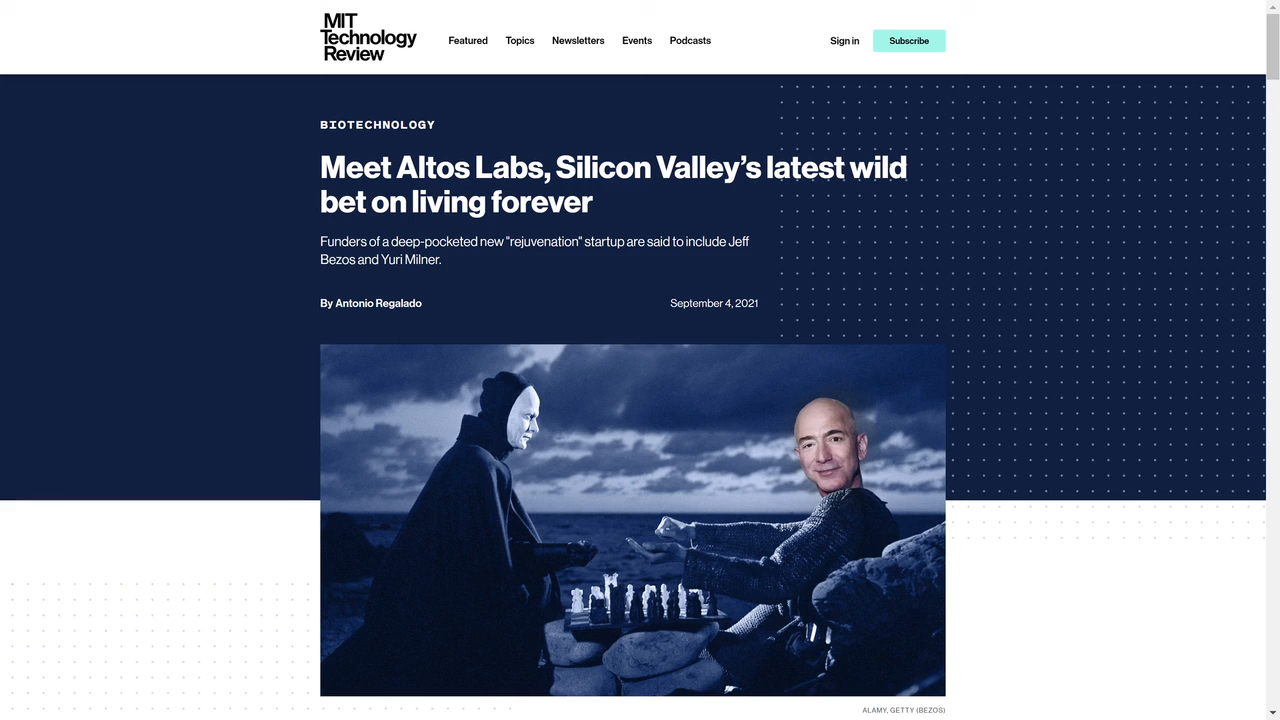 MIT
Technology
Review
Featured Topics Newsletters Events Podcasts
Sign in Subscribe
BIOTECHNOLOGY
Meet Altos Labs, Silicon Valley’s latest wild
bet on living forever
Funders of a deep-pocketed new "rejuvenation" startup are said to include Jeff
Bezos and Yuri Milner.
By Antonio Regalado September 4, 2021
ALAMY, GETTY (BEZOS)